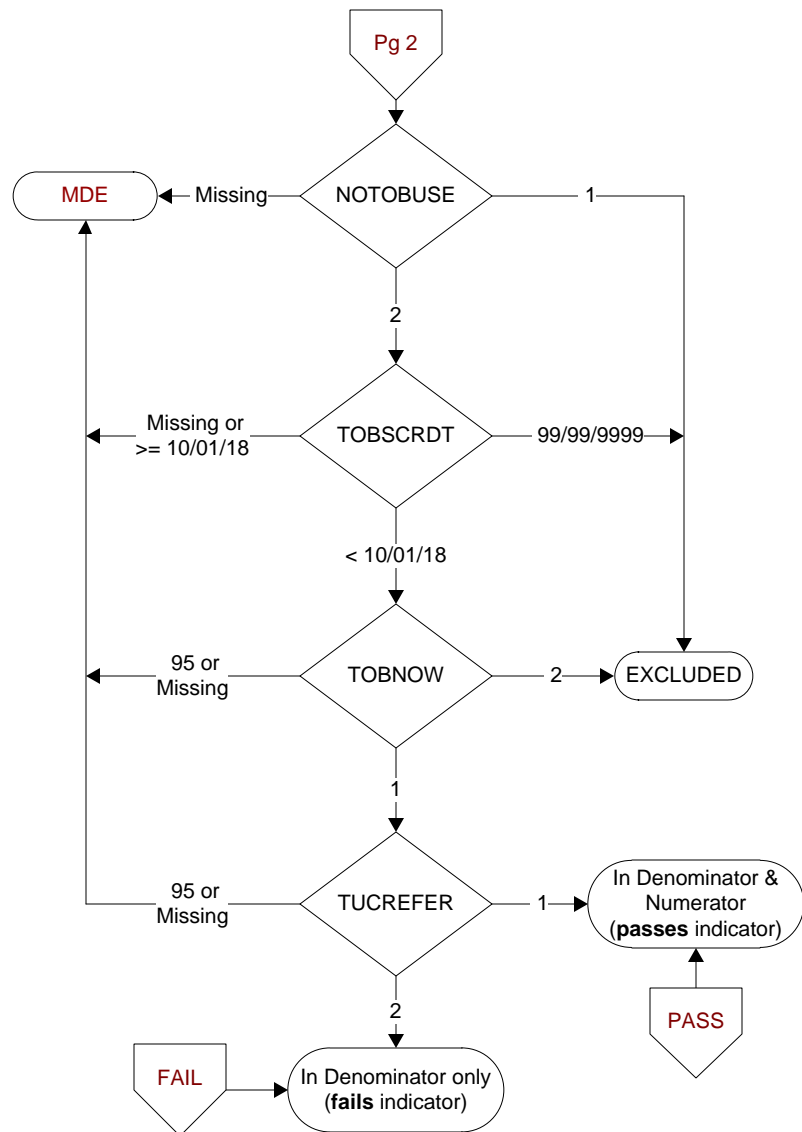 Pg 2
MDE
Missing
NOTOBUSE
1
2
Missing or
>= 10/01/18
TOBSCRDT
99/99/9999
< 10/01/18
95 or
Missing
TOBNOW
2
EXCLUDED
1
95 or
Missing
TUCREFER
1
In Denominator &
Numerator
(passes indicator)
2
PASS
FAIL
In Denominator only
(fails indicator)